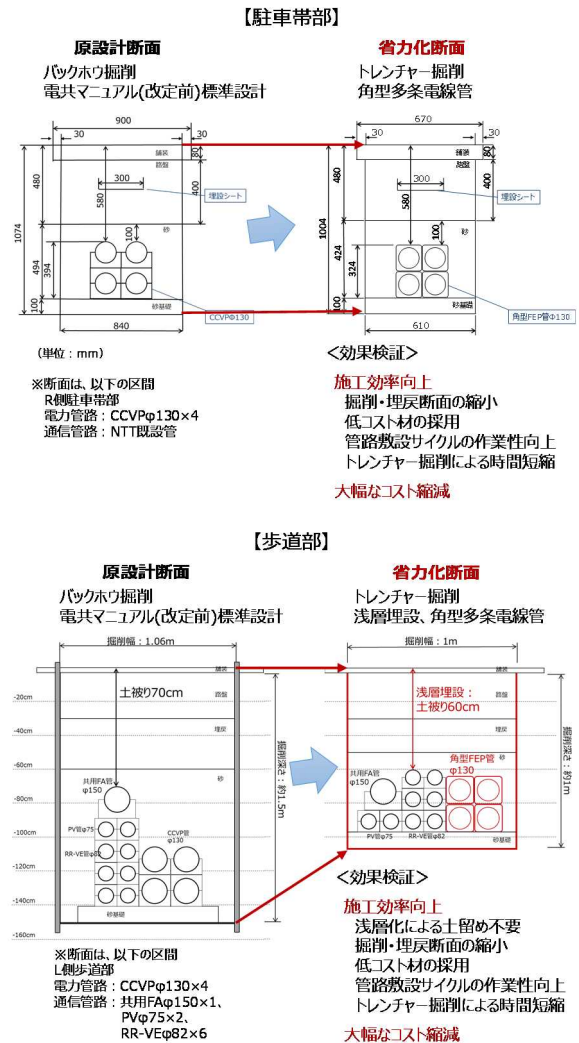 【駐車帯部】
原設計断面
バックホウ掘削
電共マニュアル(改定前)標準設計
省力化断面
トレンチャー掘削
角型多条電線管
900
30
30
舗装
80
路盤
480
300
400
580
埋設シート
1074
砂
100
494
394
砂基礎
100
CCVPΦ130
840
670
30
30
舗装
80
路盤
480
300
400
580
埋設シート
1004
砂
100
424
324
砂基礎
100
角型FEP管Φ130
610
(単位:mm)
※断面は、以下の区間
R側駐車帯部
電力管路:CCVPφ130×4
通信管路:NTT既設管
<効果検証>
施工効率向上
掘削・埋戻断面の縮小
低コスト材の採用
管路敷設サイクルの作業性向上
トレンチャー掘削による時間短縮
大幅なコスト縮減
【歩道部】
原設計断面
バックホウ掘削
電共マニュアル(改定前)標準設計
省力化断面
トレンチャー掘削
浅層埋設、角型多条電線管
掘削幅:1.06m
舗装
土被り70cm
路盤
埋戻
砂
-20cm
-40cm
-60cm
-80cm
-100cm
-120cm
-140cm
-160cm
共用FA管
φ150
PV管φ75
RR-VE管φ82
CCVP管
φ130
砂基礎
掘削深さ:約1.5m
掘削幅:1m
舗装
浅層埋設:
土被り60cm
路盤
埋戻
砂
角型FEP管
φ130
共用FA管
φ150
PV管φ75
RR-VE管φ82
砂基礎
掘削深さ:約1m
※断面は、以下の区間
L側歩道部
電力管路:CCVPφ130×4
通信管路:共用FAφ150×1、
PVφ75×2、
RR-VEφ82×6
<効果検証>
施工効率向上
浅層化による土留め不要
掘削・埋戻断面の縮小
低コスト材の採用
管路敷設サイクルの作業性向上
トレンチャー掘削による時間短縮
大幅なコスト縮減